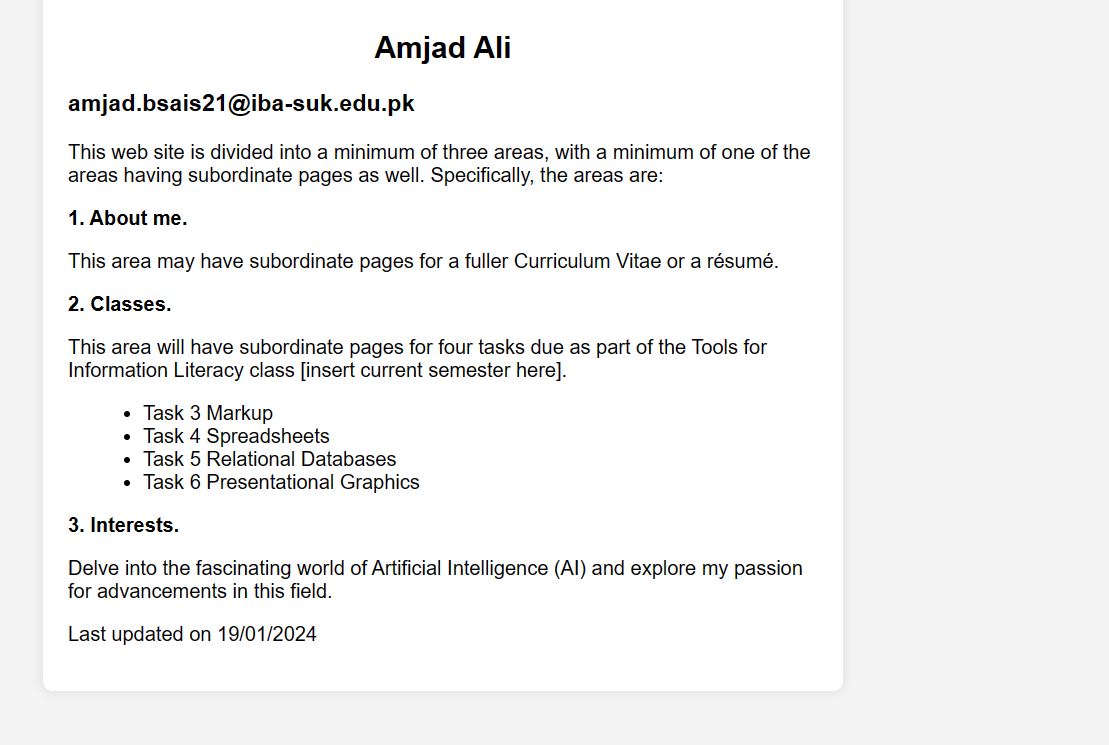 Amjad Ali
amjad.bsais21@iba-suk.edu.pk
This web site is divided into a minimum of three areas, with a minimum of one of the
areas having subordinate pages as well. Specifically, the areas are:
1. About me.
This area may have subordinate pages for a fuller Curriculum Vitae or a résumé.
2. Classes.
This area will have subordinate pages for four tasks due as part of the Tools for
Information Literacy class [insert current semester here].
• Task 3 Markup
• Task 4 Spreadsheets
• Task 5 Relational Databases
• Task 6 Presentational Graphics
3. Interests.
Delve into the fascinating world of Artificial Intelligence (AI) and explore my passion
for advancements in this field.
Last updated on 19/01/2024